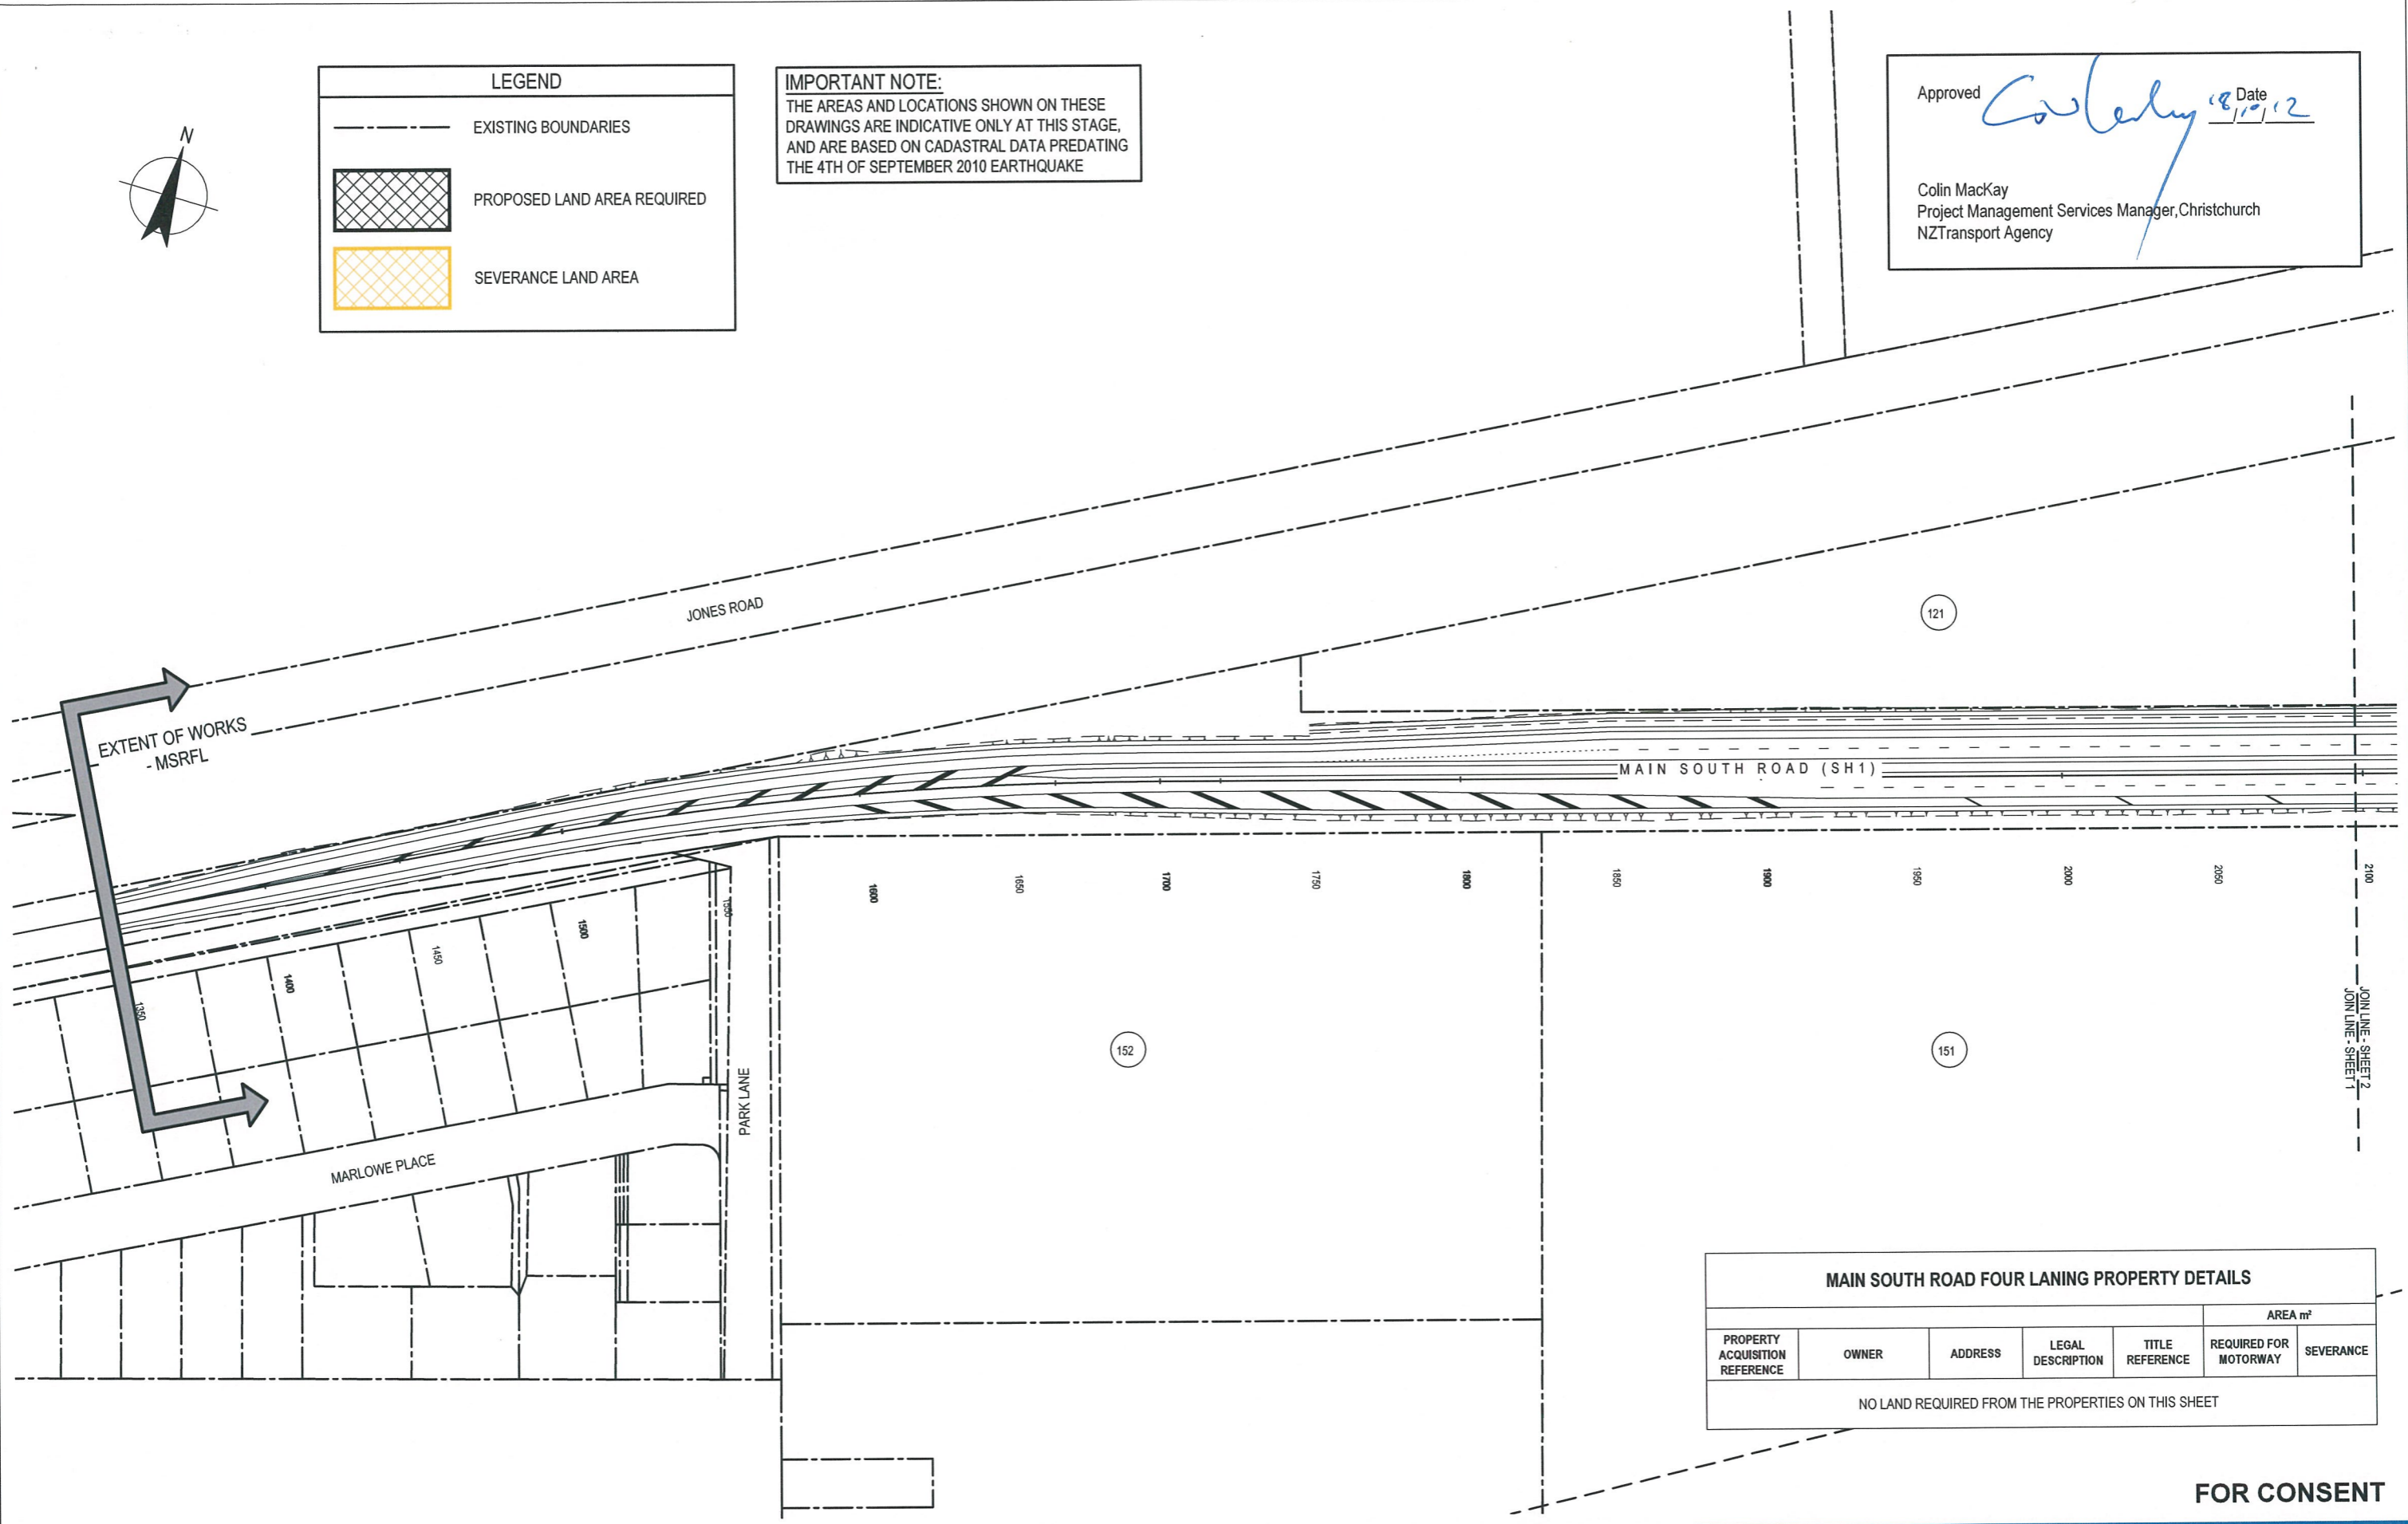 N
LEGEND
EXISTING BOUNDARIES
PROPOSED LAND AREA REQUIRED
SEVERANCE LAND AREA
IMPORTANT NOTE:
THE AREAS AND LOCATIONS SHOWN ON THESE
DRAWINGS ARE INDICATIVE ONLY AT THIS STAGE,
AND ARE BASED ON CADASTRAL DATA PREDATING
THE 4TH OF SEPTEMBER 2010 EARTHQUAKE
Approved
Date
18/10/12
Colin MacKay
Project Management Services Manager,Christchurch
NZTransport Agency
JONES ROAD
121
EXTENT OF WORKS
- MSRFL
MAIN SOUTH ROAD (SH1)
1350
1400
1450
1500
1550
1600
1650
1700
1750
1800
1850
1900
1950
2000
2050
2100
JOIN LINE - SHEET 2
JOIN LINE - SHEET 1
152
151
PARK LANE
MARLOWE PLACE
MAIN SOUTH ROAD FOUR LANING PROPERTY DETAILS
AREA m²
PROPERTY ACQUISITION REFERENCE OWNER ADDRESS LEGAL DESCRIPTION TITLE REFERENCE REQUIRED FOR MOTORWAY SEVERANCE
NO LAND REQUIRED FROM THE PROPERTIES ON THIS SHEET
FOR CONSENT